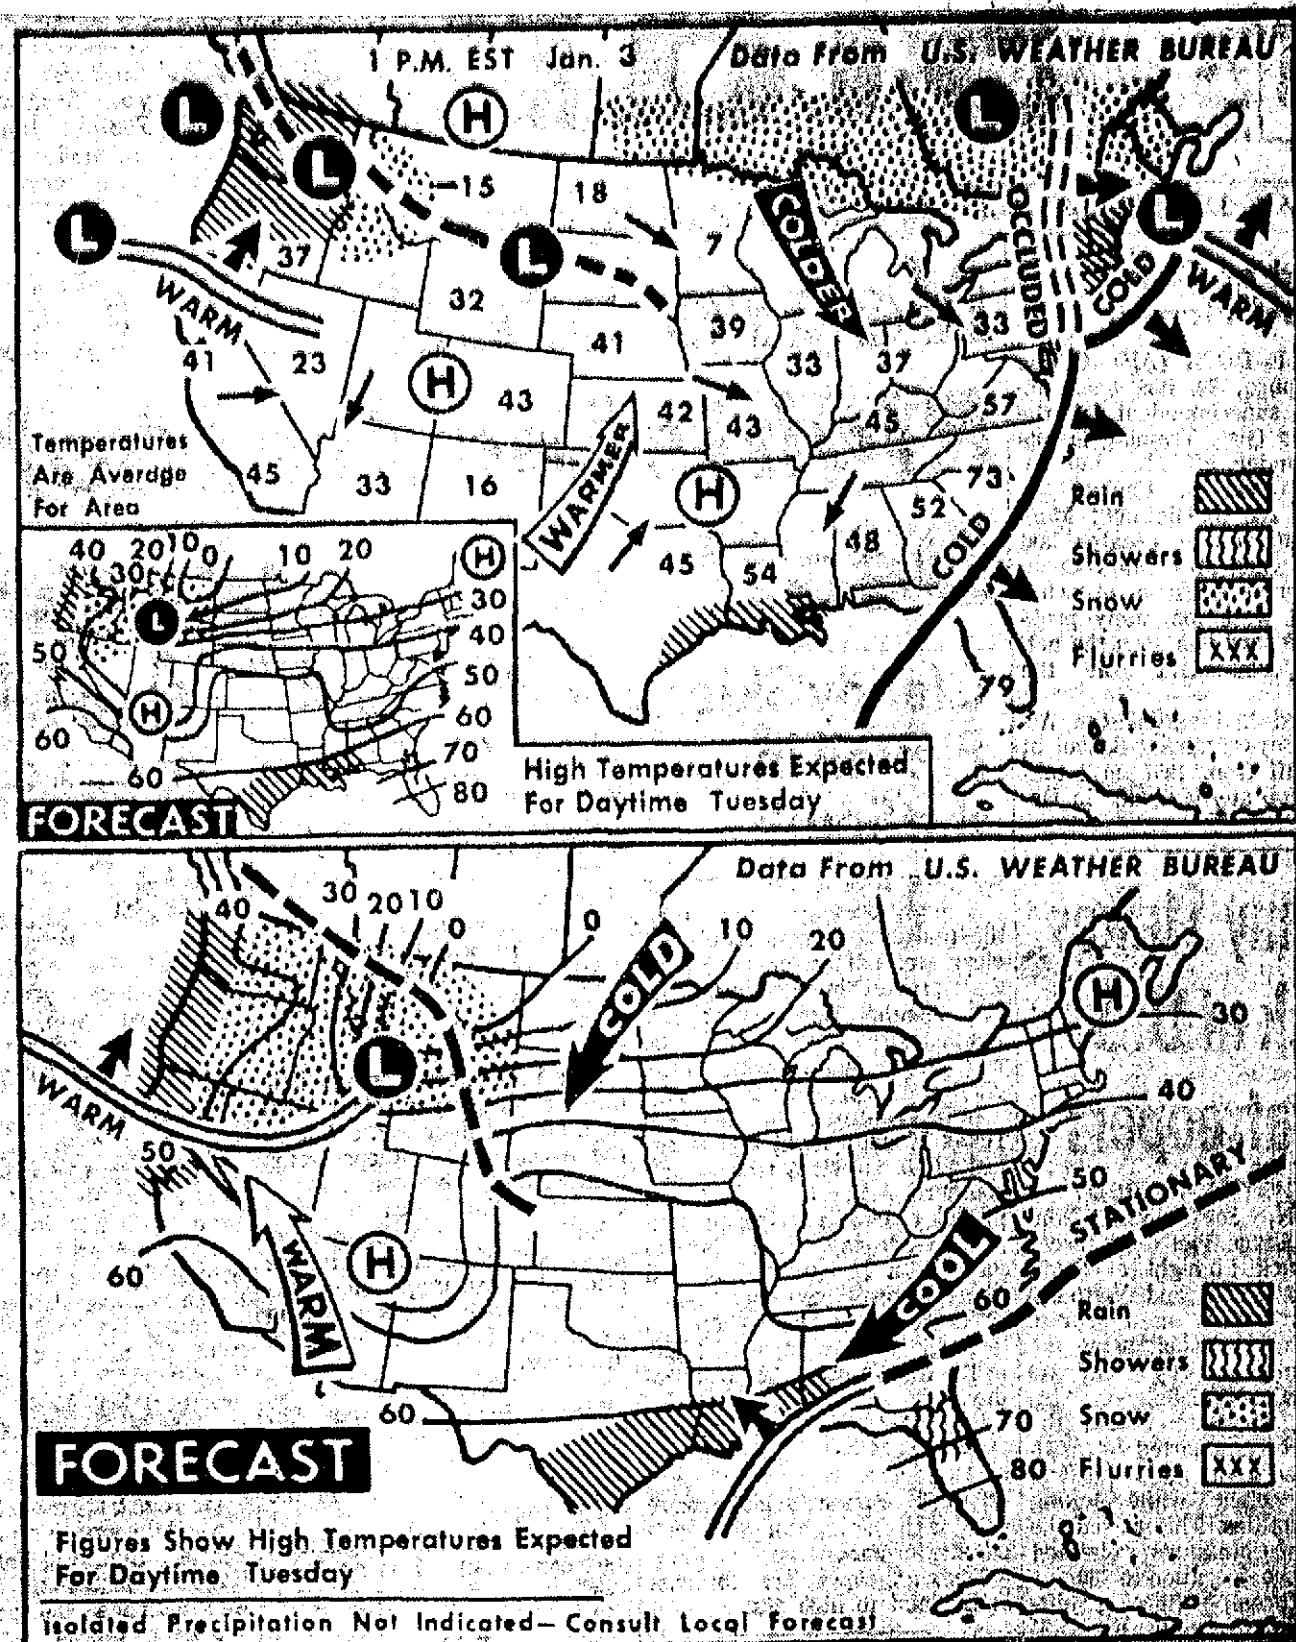 1 P.M. EST Jan. 3 Data From U.S. WEATHER BUREAU
L
H
L
L
-15
18
OCCLUDED
L
L
COLDER
7
COLD
WARM
37
L
WARM
32
39
33
41
41
23
H
43
33
37
42
43
45
57
WARMER
Temperatures
Are Average
For Area
45
33
16
H
73
52
Rain
COLD
Showers
48
45
54
Snow
Flurries
79
40 20 10 0 10 20
H
30
L
30
40
50
50
H
60
60
60
70
80
High Temperatures Expected
For Daytime Tuesday
FORECAST
Data From U.S. WEATHER BUREAU
40
30
20
10
0
0
COLD
10
20
H
30
L
WARM
40
50
50
STATIONARY
H
60
WARM
COOL
60
Rain
Showers
60
70
Snow
80
Flurries
FORECAST
Figures Show High Temperatures Expected
For Daytime Tuesday
Isolated Precipitation Not Indicated—Consult Local Forecast
XXX
XXX